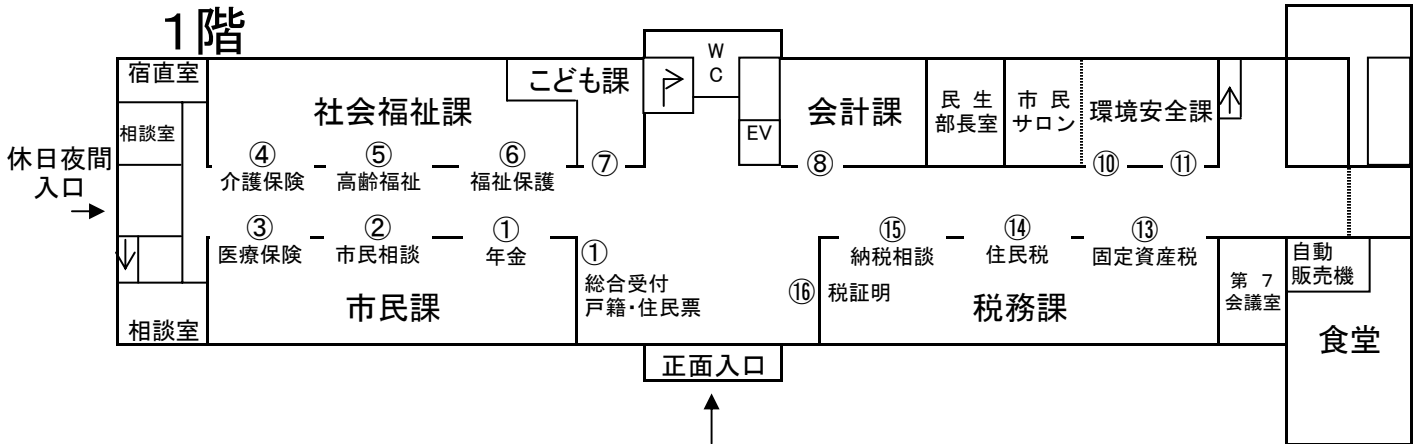 1階
宿直室
相談室
休日夜間
入口
社会福祉課
こども課
W
C
EV
会計課
民 生
部長室
市 民
サロン
環境安全課
④
介護保険
⑤
高齢福祉
⑥
福祉保護
⑦
⑧
⑩
⑪
③
医療保険
②
市民相談
①
年金
①
総合受付
戸籍・住民票
市民課
相談室
⑮
納税相談
⑭
住民税
⑬
固定資産税
⑯
税証明
税務課
第 7
会議室
自動
販売機
食堂
正面入口